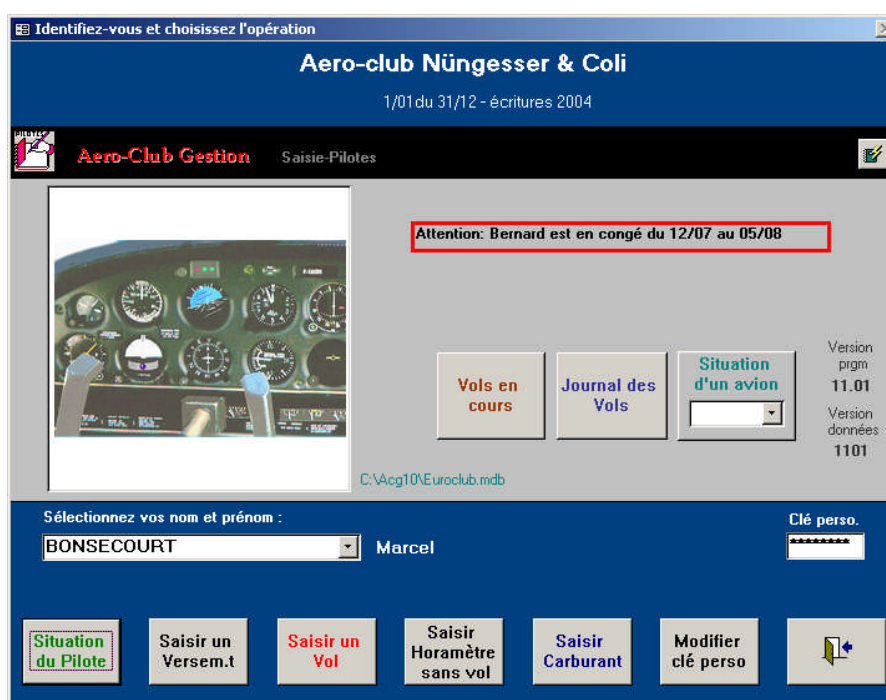 Identifiez-vous et choisissez l'opération
Aero-club Nüngesser & Coli
1/01du 31/12 - écritures 2004
PILOTES
Aero-Club Gestion Saisie-Pilotes
Attention: Bernard est en congé du 12/07 au 05/08
Vols en
cours
Journal des
Vols
Situation
d'un avion
Version
prgm
11.01
Version
données
1101
C:\Acg10\Euroclub.mdb
Sélectionnez vos nom et prénom :
Clé perso.
BONSECOURT Marcel ********
Situation
du Pilote
Saisir un
Versem.t
Saisir un
Vol
Saisir
Horamètre
sans vol
Saisir
Carburant
Modifier
clé perso